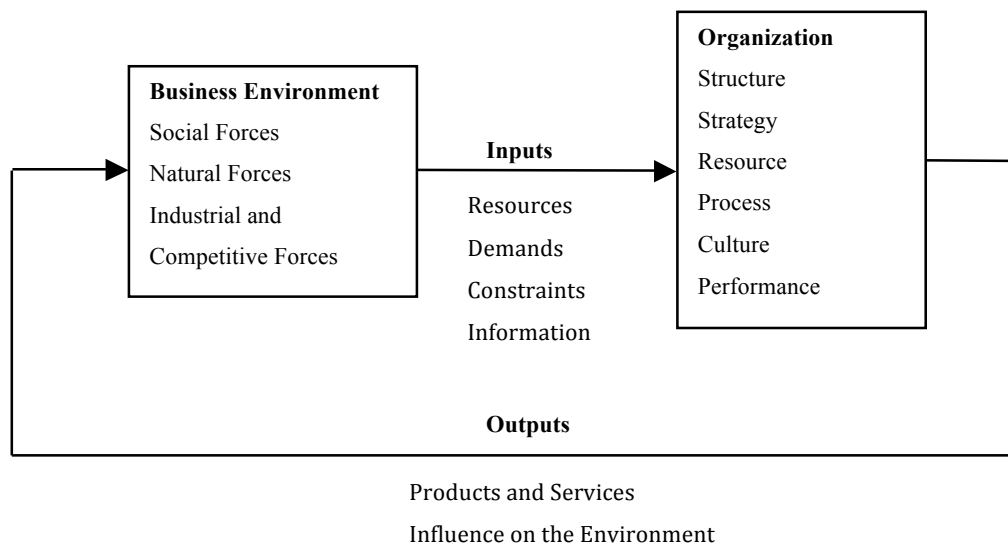 Business Environment
Social Forces
Natural Forces
Industrial and
Competitive Forces
Inputs
Resources
Demands
Constraints
Information
Organization
Structure
Strategy
Resource
Process
Culture
Performance
Outputs
Products and Services
Influence on the Environment